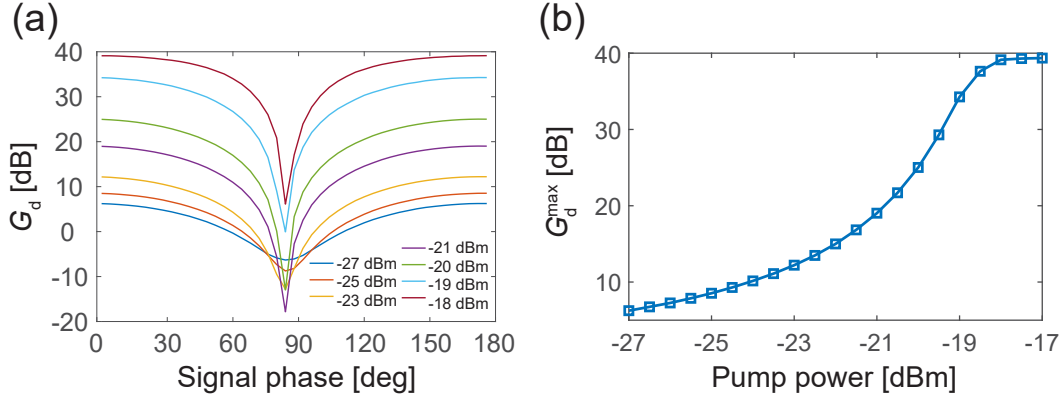 (a)
G_d [dB]
40
30
20
10
0
-10
-20
0 30 60 90 120 150 180
Signal phase [deg]
-27 dBm
-25 dBm
-23 dBm
-21 dBm
-20 dBm
-19 dBm
-18 dBm
(b)
G_d^max [dB]
40
30
20
10
-27 -25 -23 -21 -19 -17
Pump power [dBm]